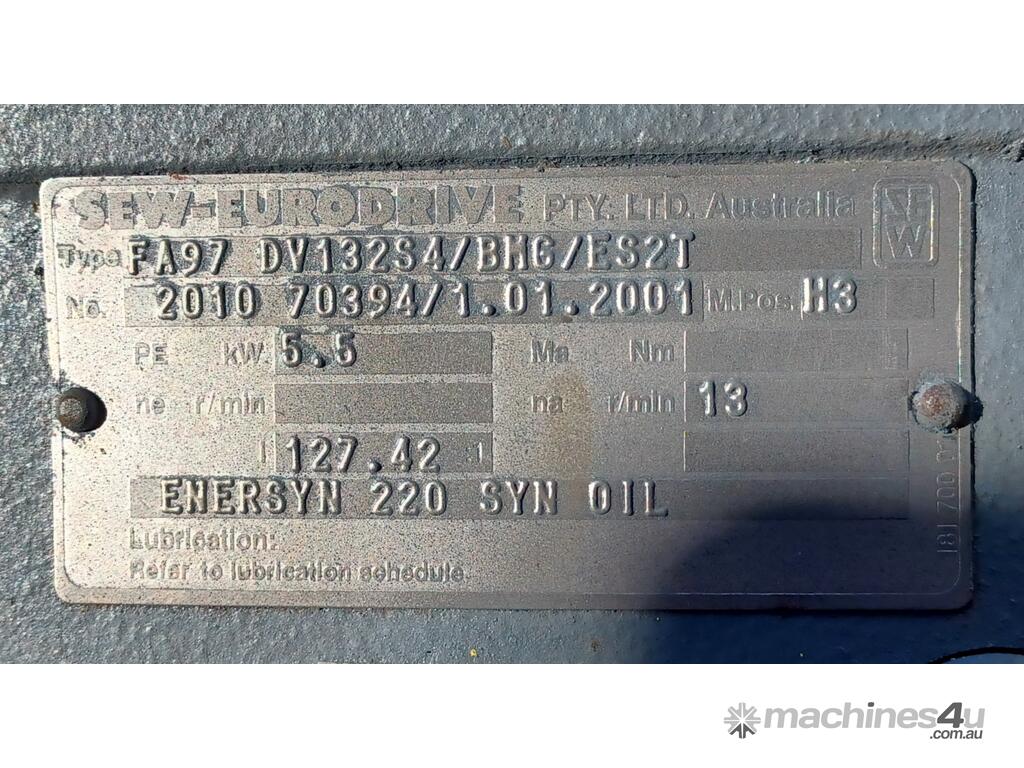 SEW-EURODRIVE PTY. LTD. Australia SEW
Type FA97 DV132S4/BMG/ES2T
No. 2010 70394/1.01.2001 M.Pos. H3
PE kW 5.5 Ma Nm
ne r/min na r/min 13
i 127.42 :1
ENERSYN 220 SYN OIL
Lubrication:
Refer to lubrication schedule
machines4u
.com.au